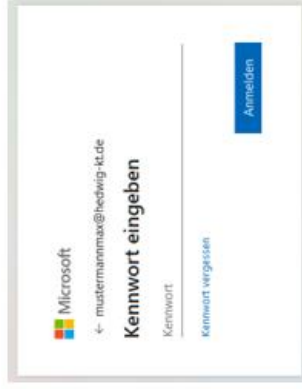 Microsoft
← mustermannmax@hedwig-kt.de
Kennwort eingeben
Kennwort
Kennwort vergessen
Anmelden